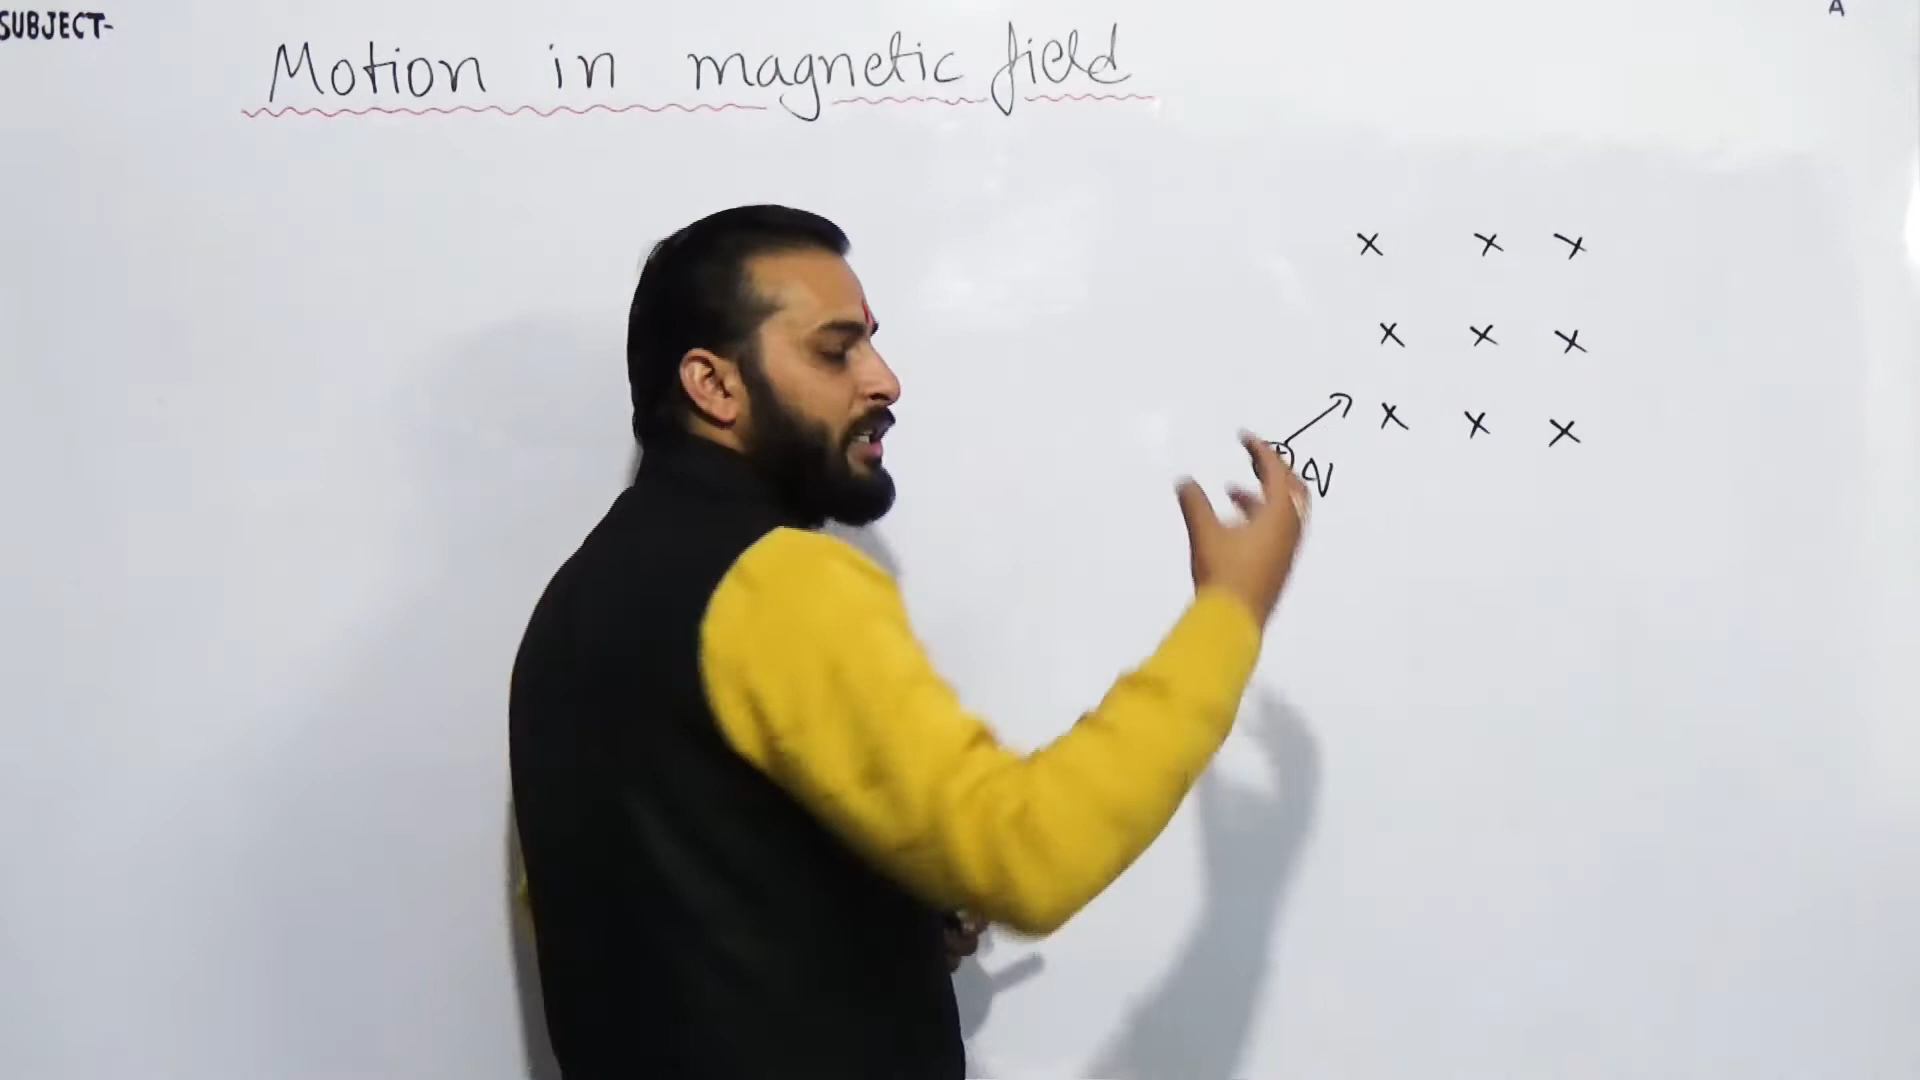 SUBJECT-
A
Motion in magnetic field
× × ×
× × ×
× × ×
+